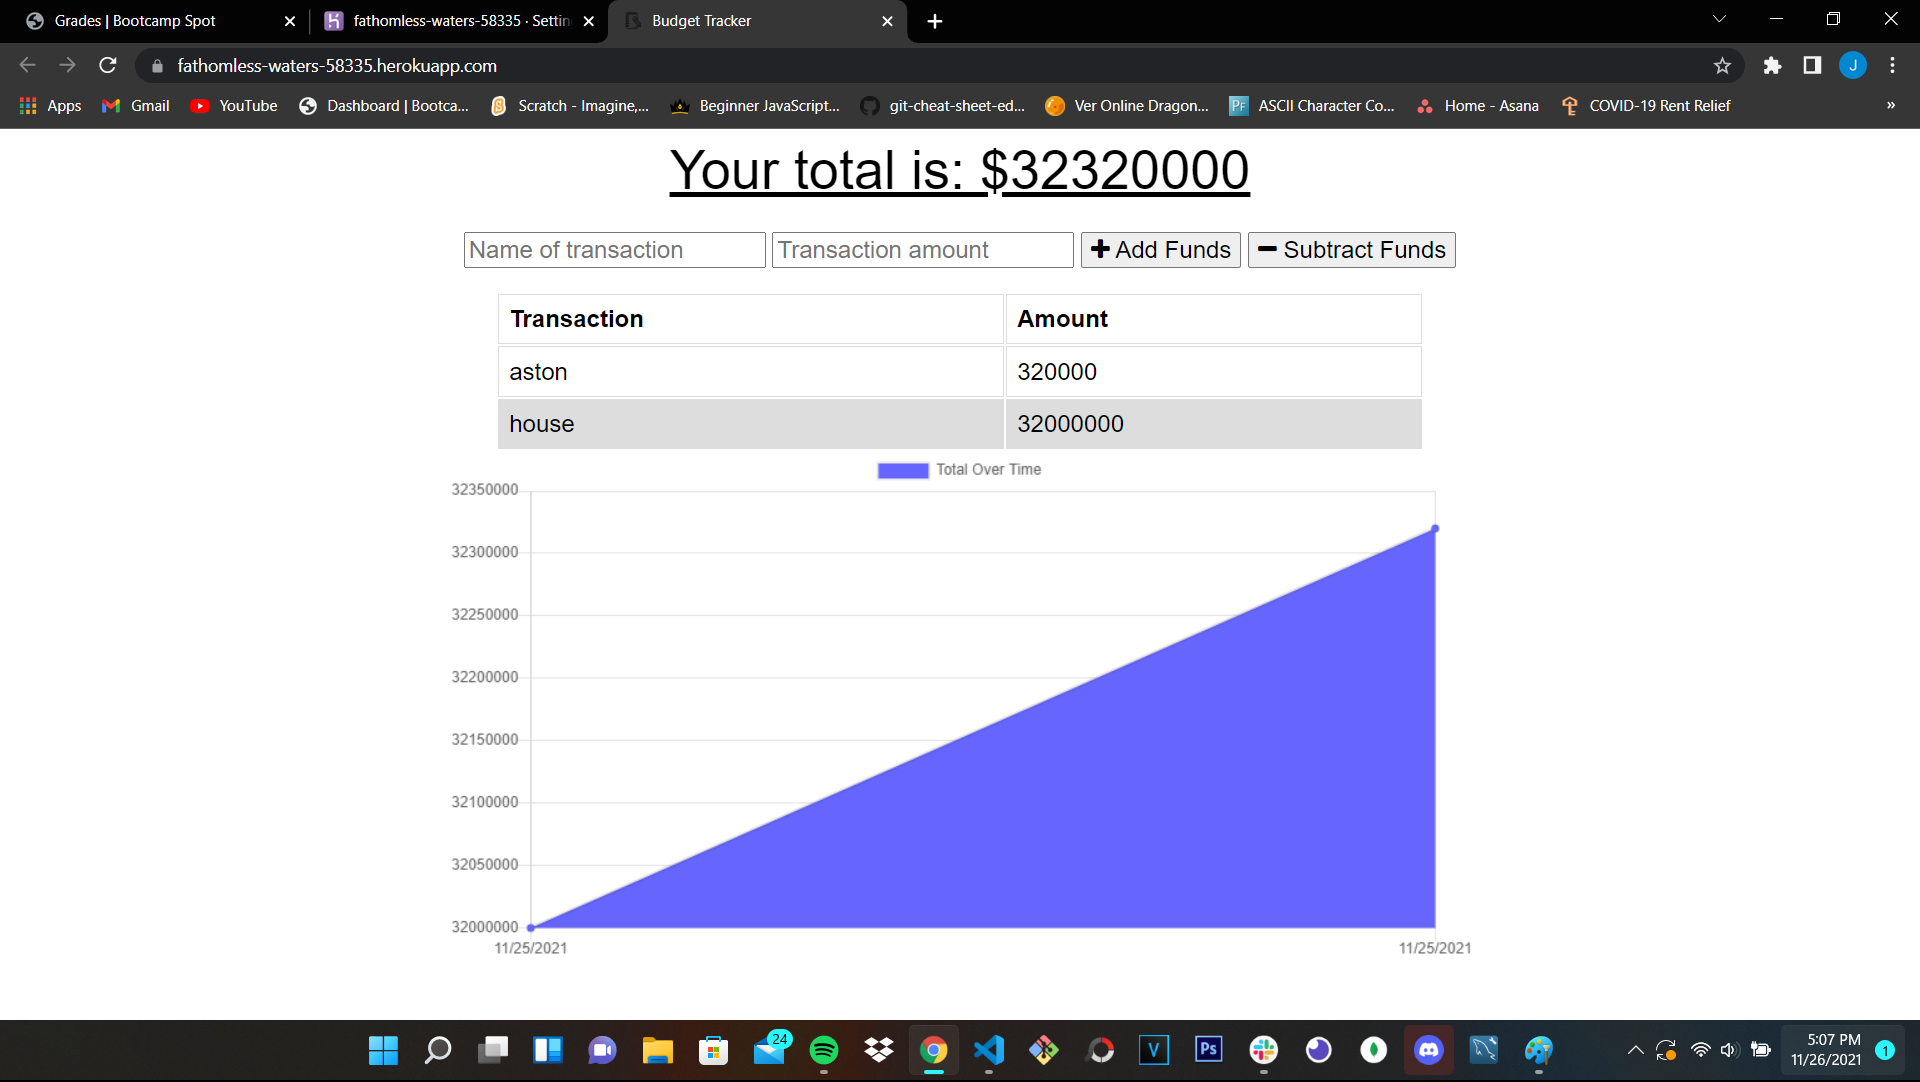 Grades | Bootcamp Spot
fathomless-waters-58335 · Settin
Budget Tracker
fathomless-waters-58335.herokuapp.com
J
Apps
Gmail
YouTube
Dashboard | Bootca...
Scratch - Imagine,...
Beginner JavaScript...
git-cheat-sheet-ed...
Ver Online Dragon...
PF
ASCII Character Co...
Home - Asana
COVID-19 Rent Relief
»
Your total is: $32320000
Name of transaction
Transaction amount
Add Funds
Subtract Funds
Transaction Amount
aston 320000
house 32000000
Total Over Time
32350000
32300000
32250000
32200000
32150000
32100000
32050000
32000000
11/25/2021 11/25/2021
24
V
Ps
5:07 PM
11/26/2021
1